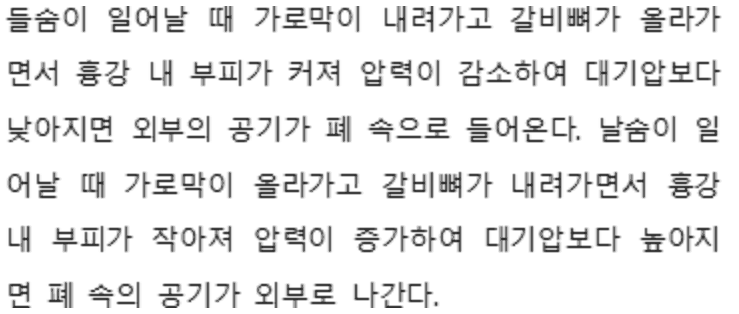 들숨이 일어날 때 가로막이 내려가고 갈비뼈가 올라가
면서 흉강 내 부피가 커져 압력이 감소하여 대기압보다
낮아지면 외부의 공기가 폐 속으로 들어온다. 날숨이 일
어날 때 가로막이 올라가고 갈비뼈가 내려가면서 흉강
내 부피가 작아져 압력이 증가하여 대기압보다 높아지
면 폐 속의 공기가 외부로 나간다.